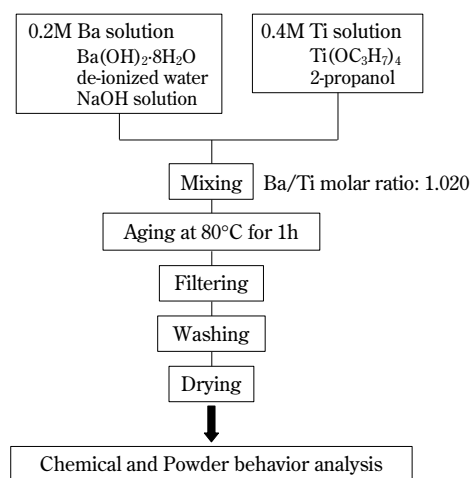 0.2M Ba solution
Ba(OH)₂·8H₂O
de-ionized water
NaOH solution
0.4M Ti solution
Ti(OC₃H₇)₄
2-propanol
Mixing
Ba/Ti molar ratio: 1.020
Aging at 80°C for 1h
Filtering
Washing
Drying
Chemical and Powder behavior analysis